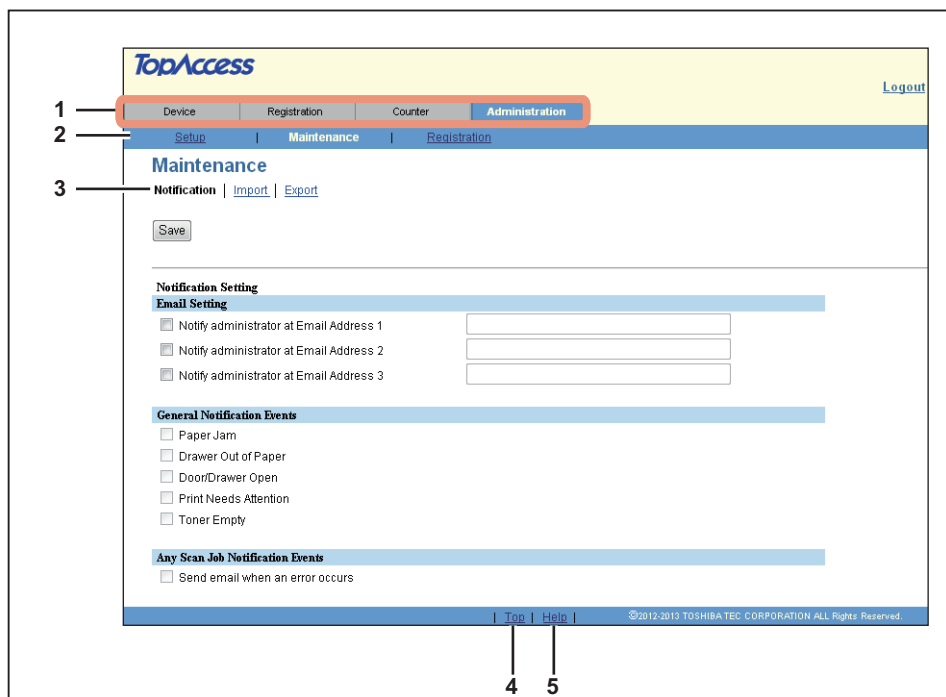 TopAccess
Logout
1
Device Registration Counter Administration
2
Setup | Maintenance | Registration
Maintenance
3
Notification | Import | Export
Save
Notification Setting
Email Setting
Notify administrator at Email Address 1
Notify administrator at Email Address 2
Notify administrator at Email Address 3
General Notification Events
Paper Jam
Drawer Out of Paper
Door/Drawer Open
Print Needs Attention
Toner Empty
Any Scan Job Notification Events
Send email when an error occurs
| Top | Help |
©2012-2013 TOSHIBA TEC CORPORATION ALL Rights Reserved.
4 5